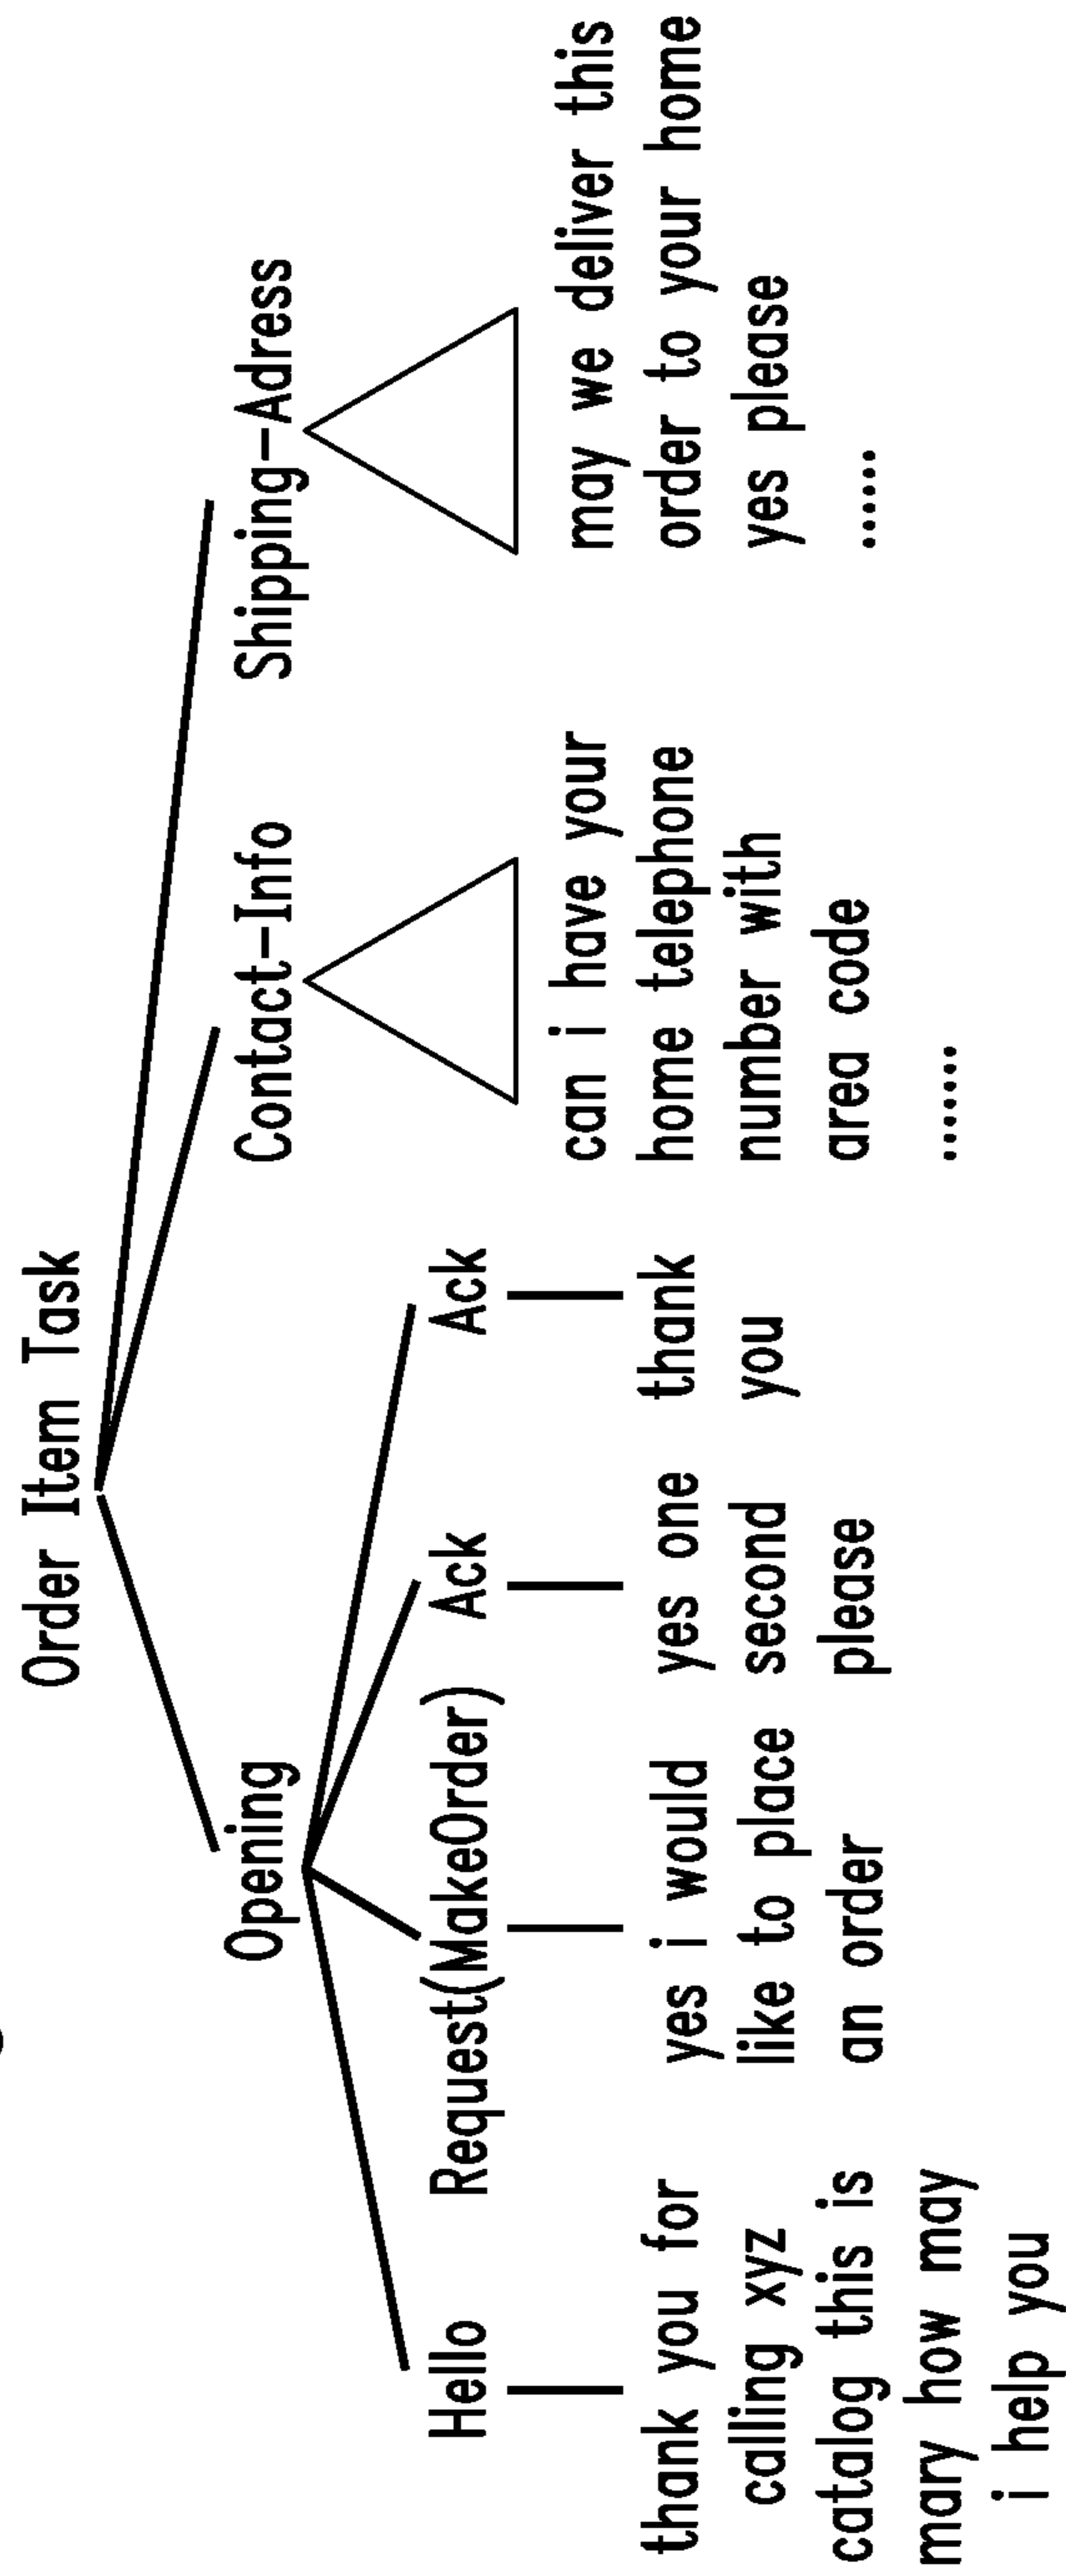 Order Item Task
Opening
Contact-Info
Shipping-Adress
Hello
Request(MakeOrder)
Ack
Ack
thank you for
calling xyz
catalog this is
mary how may
i help you
yes i would
like to place
an order
yes one
second
please
thank
you
can i have your
home telephone
number with
area code
.......
may we deliver this
order to your home
yes please
......